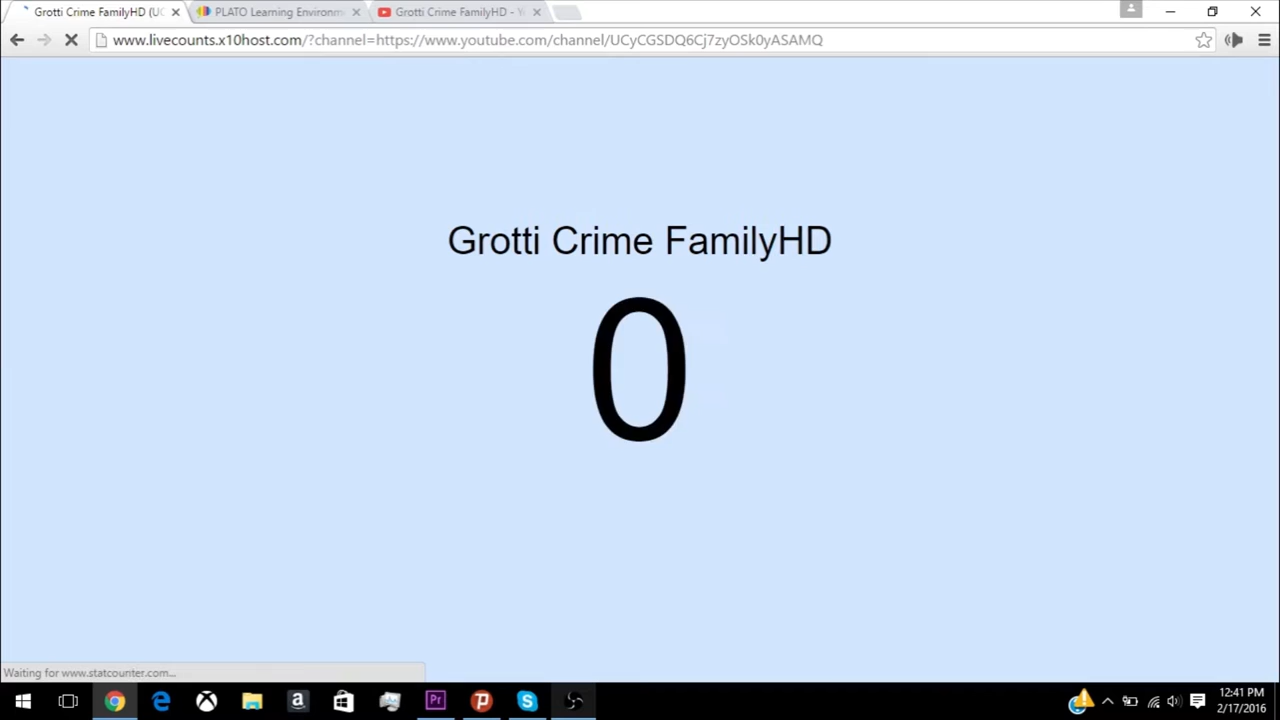 Grotti Crime FamilyHD (UC
PLATO Learning Environm
Grotti Crime FamilyHD - Y
www.livecounts.x10host.com/?channel=https://www.youtube.com/channel/UCyCGSDQ6Cj7zyOSk0yASAMQ
Grotti Crime FamilyHD
0
Waiting for www.statcounter.com...
Pr
12:41 PM
2/17/2016